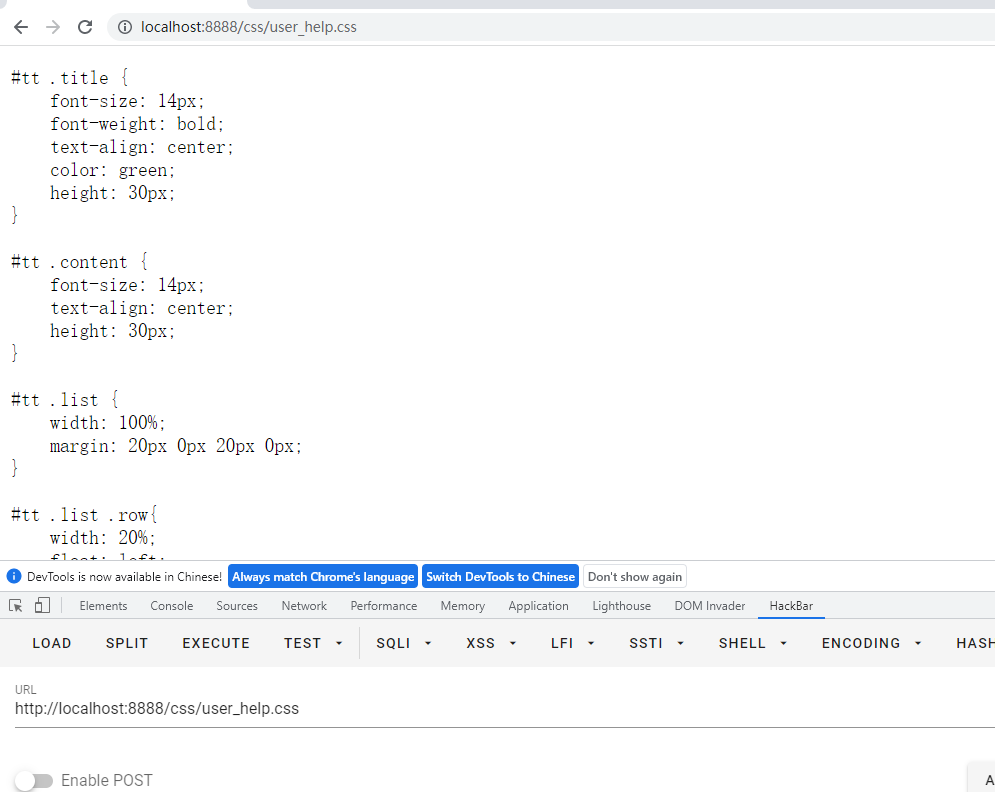 localhost:8888/css/user_help.css
#tt .title {
font-size: 14px;
font-weight: bold;
text-align: center;
color: green;
height: 30px;
}
#tt .content {
font-size: 14px;
text-align: center;
height: 30px;
}
#tt .list {
width: 100%;
margin: 20px 0px 20px 0px;
}
#tt .list .row{
width: 20%;
float: left;
DevTools is now available in Chinese! Always match Chrome's language Switch DevTools to Chinese Don't show again
Elements Console Sources Network Performance Memory Application Lighthouse DOM Invader HackBar
LOAD SPLIT EXECUTE TEST SQLI XSS LFI SSTI SHELL ENCODING HASH
URL
http://localhost:8888/css/user_help.css
Enable POST A